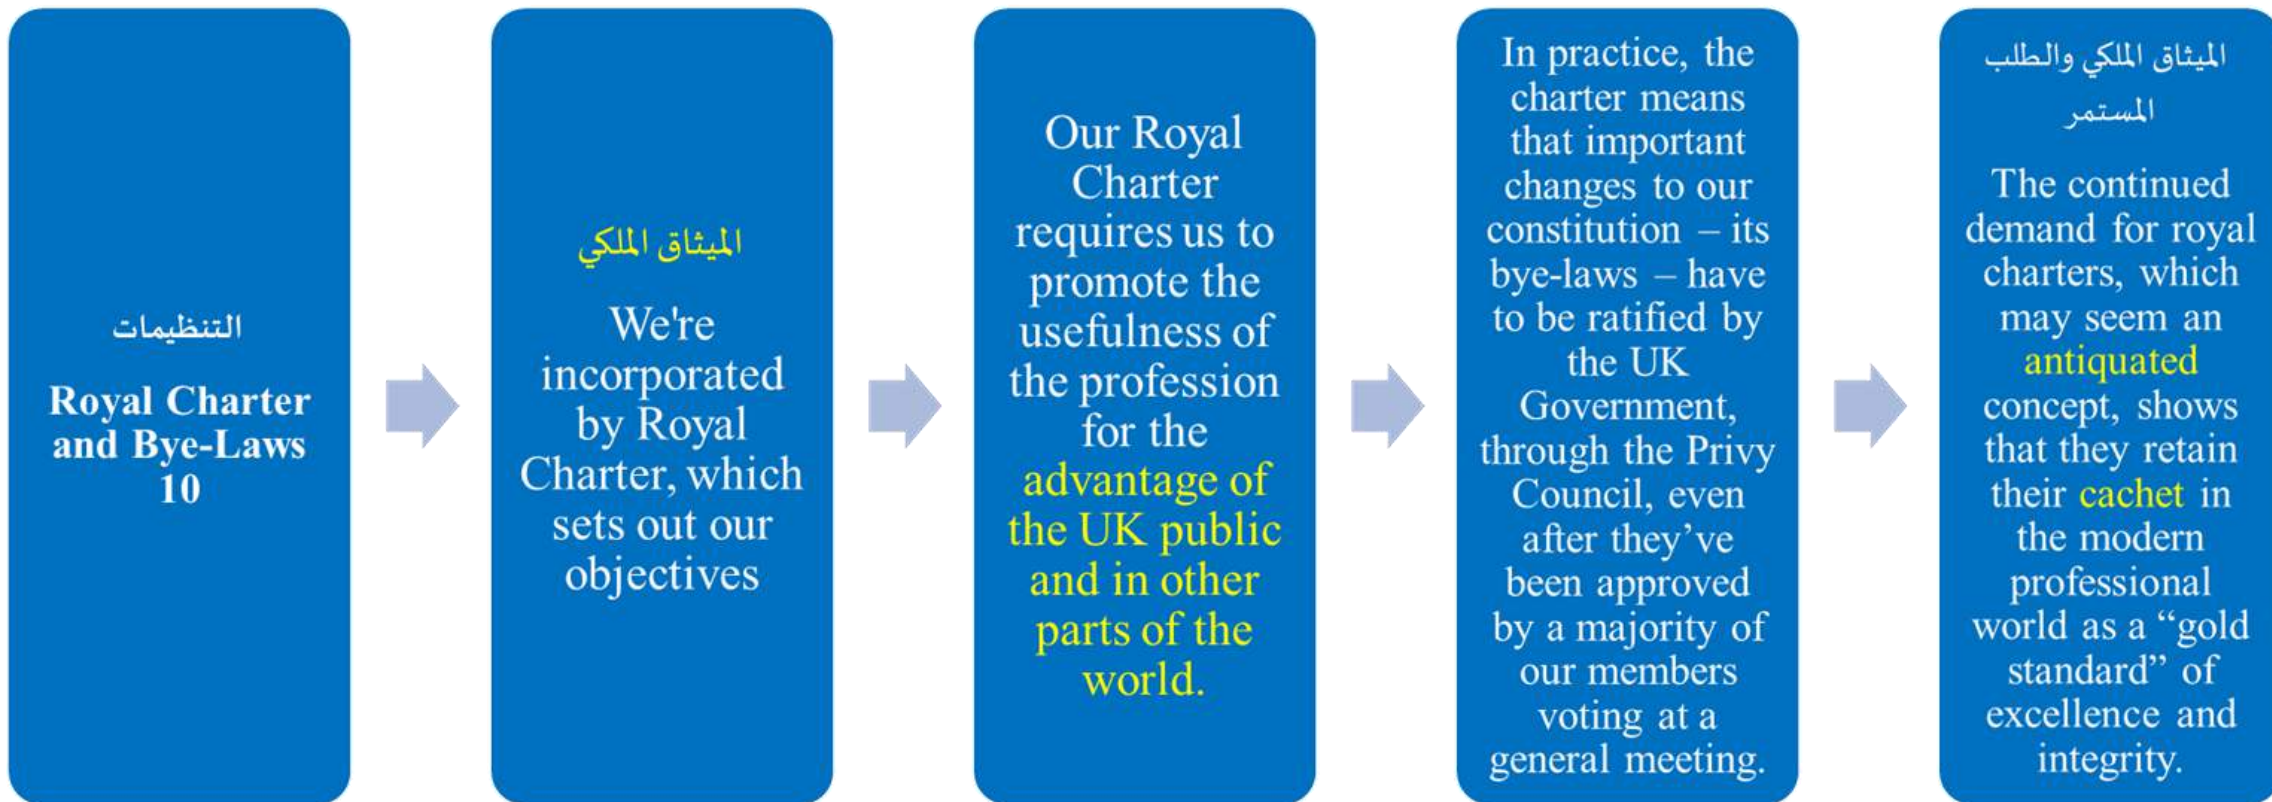 التنظيمات
Royal Charter
and Bye-Laws
10
الميثاق الملكي
We're
incorporated
by Royal
Charter, which
sets out our
objectives
Our Royal
Charter
requires us to
promote the
usefulness of
the profession
for the
advantage of
the UK public
and in other
parts of the
world.
In practice, the
charter means
that important
changes to our
constitution – its
bye-laws – have
to be ratified by
the UK
Government,
through the Privy
Council, even
after they’ve
been approved
by a majority of
our members
voting at a
general meeting.
الميثاق الملكي والطلب
المستمر
The continued
demand for royal
charters, which
may seem an
antiquated
concept, shows
that they retain
their cachet in
the modern
professional
world as a “gold
standard” of
excellence and
integrity.